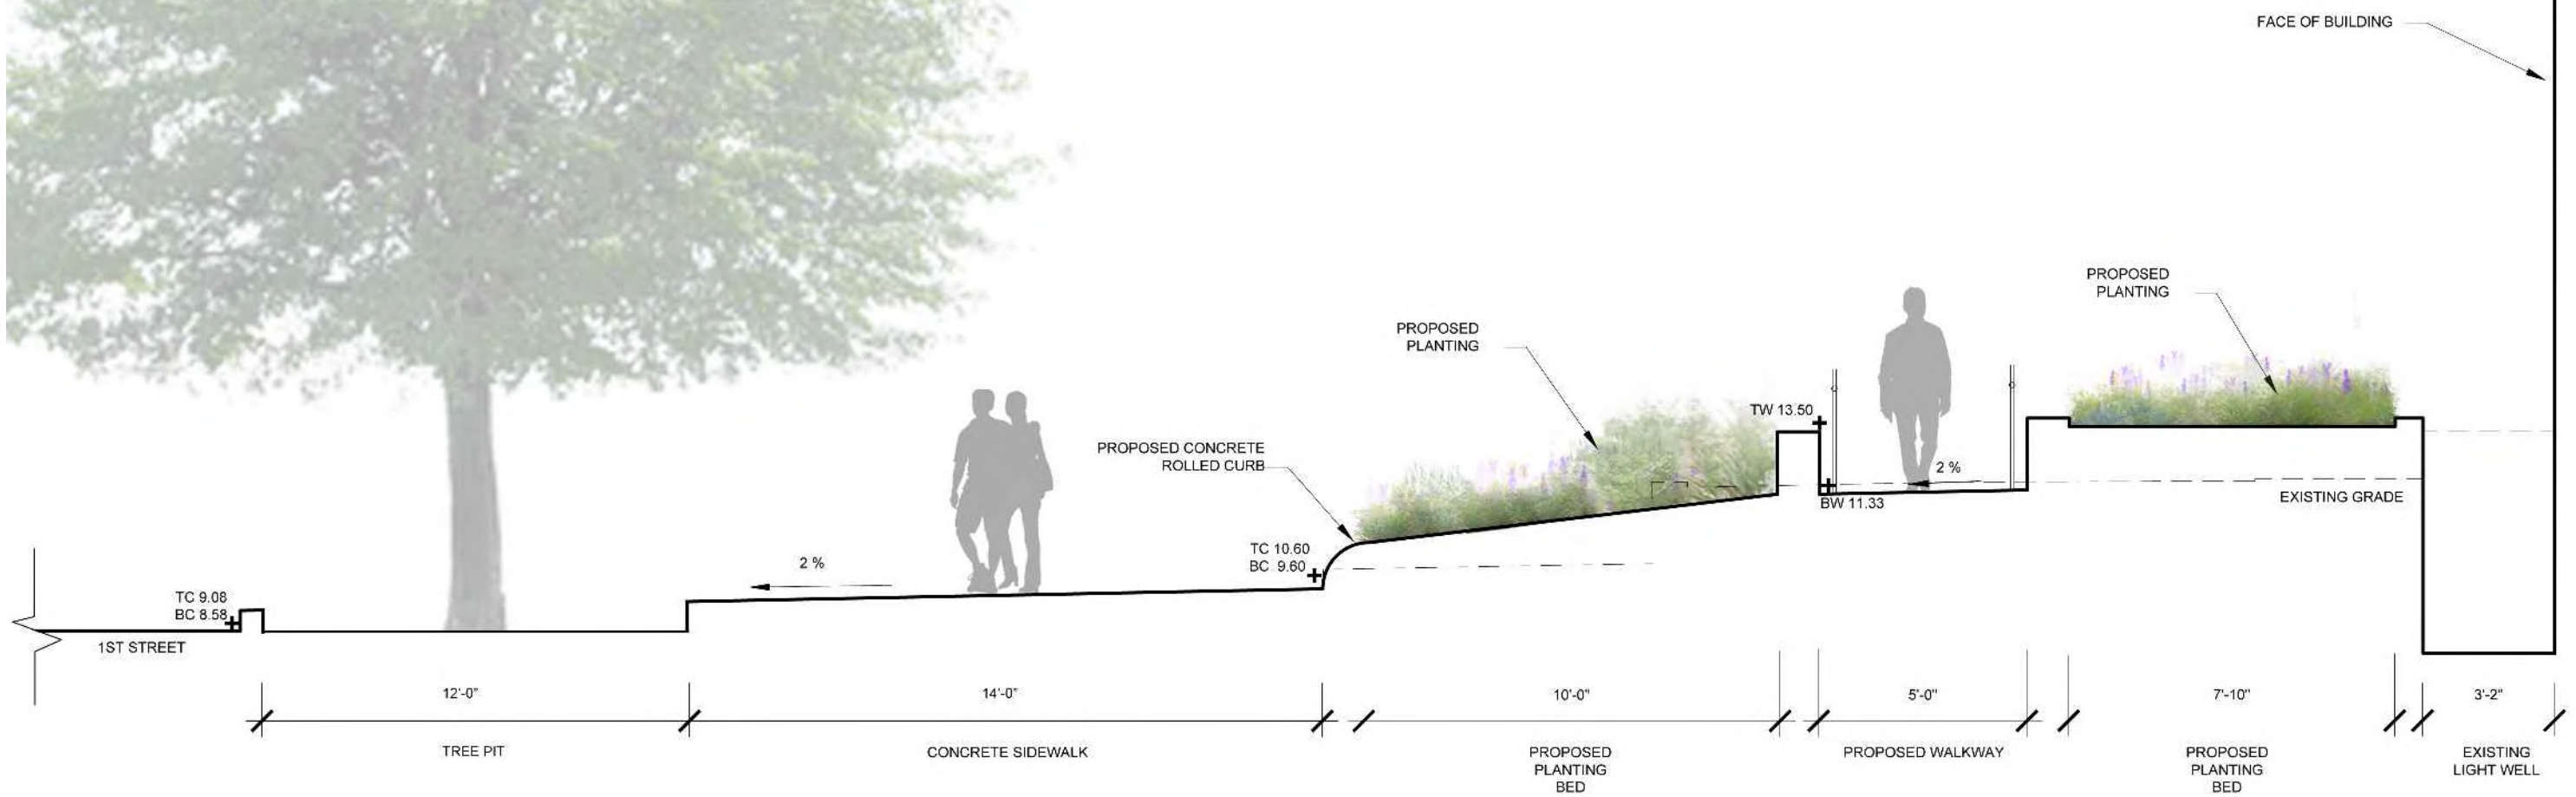 FACE OF BUILDING
PROPOSED
PLANTING
PROPOSED
PLANTING
TW 13.50
PROPOSED CONCRETE
ROLLED CURB
2 %
BW 11.33
EXISTING GRADE
TC 10.60
BC 9.60
2 %
TC 9.08
BC 8.58
1ST STREET
12'-0"
14'-0"
10'-0"
5'-0"
7'-10"
3'-2"
TREE PIT
CONCRETE SIDEWALK
PROPOSED
PLANTING
BED
PROPOSED WALKWAY
PROPOSED
PLANTING
BED
EXISTING
LIGHT WELL